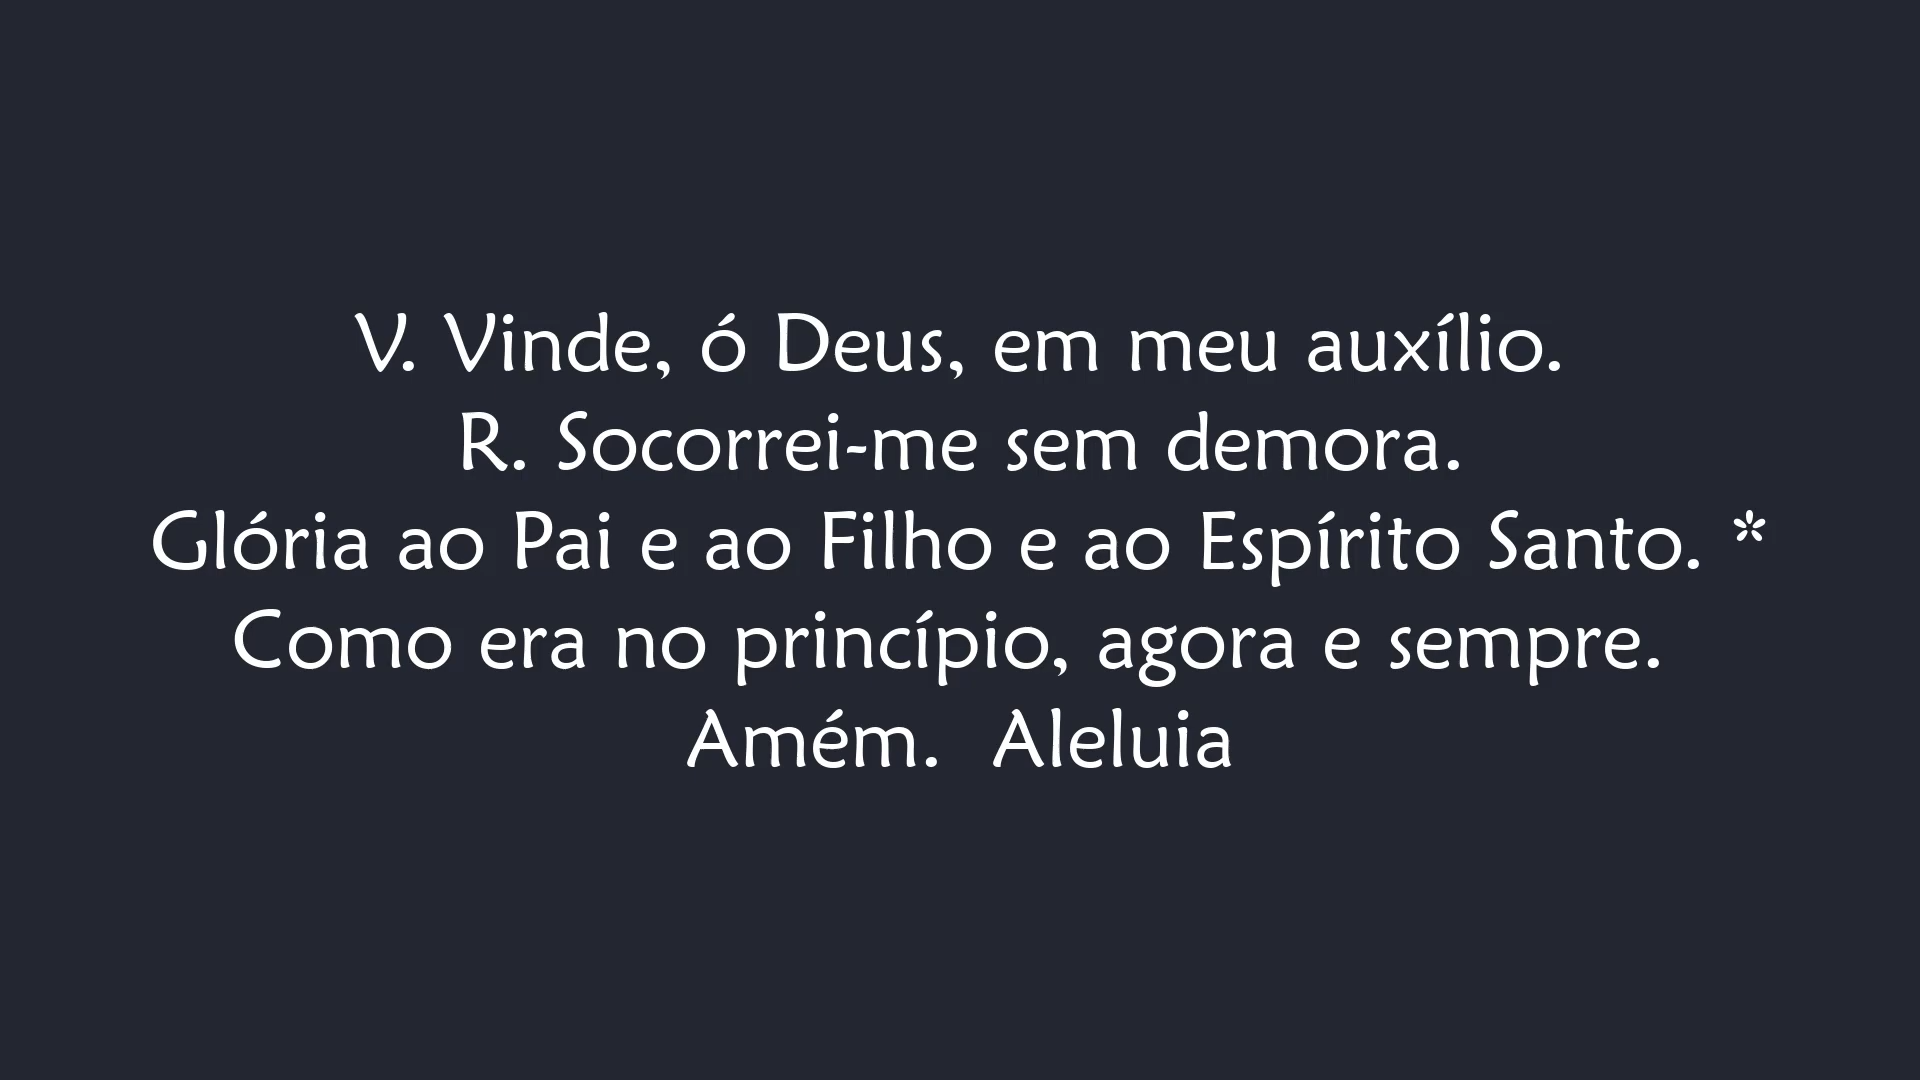 V. Vinde, ó Deus, em meu auxílio.
R. Socorrei-me sem demora.
Glória ao Pai e ao Filho e ao Espírito Santo. *
Como era no princípio, agora e sempre.
Amém.  Aleluia